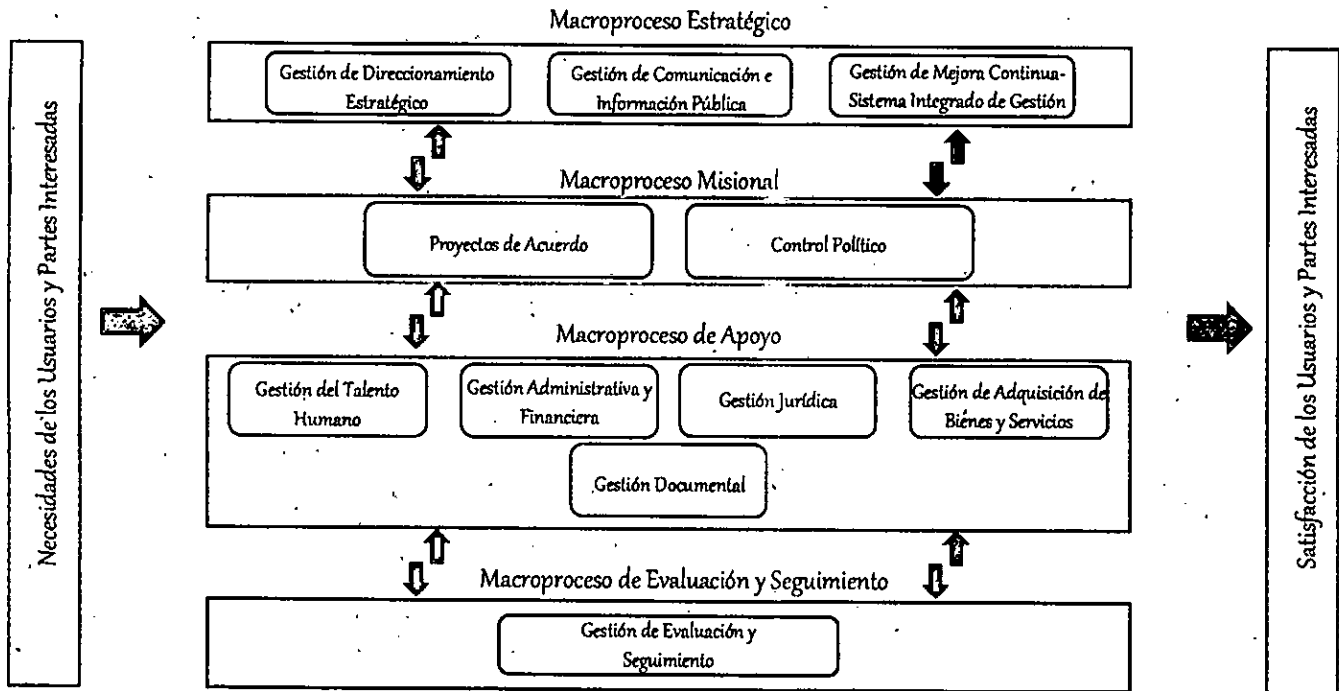 Macroproceso Estratégico
Necesidades de los Usuarios y Partes Interesadas
Gestión de Direccionamiento
Estratégico
Gestión de Comunicación e
Información Pública
Gestión de Mejora Continua-
Sistema Integrado de Gestión
Macroproceso Misional
Proyectos de Acuerdo
Control Político
Macroproceso de Apoyo
Gestión del Talento
Humano
Gestión Administrativa y
Financiera
Gestión Jurídica
Gestión de Adquisición de
Bienes y Servicios
Gestión Documental
Macroproceso de Evaluación y Seguimiento
Gestión de Evaluación y
Seguimiento
Satisfacción de los Usuarios y Partes Interesadas